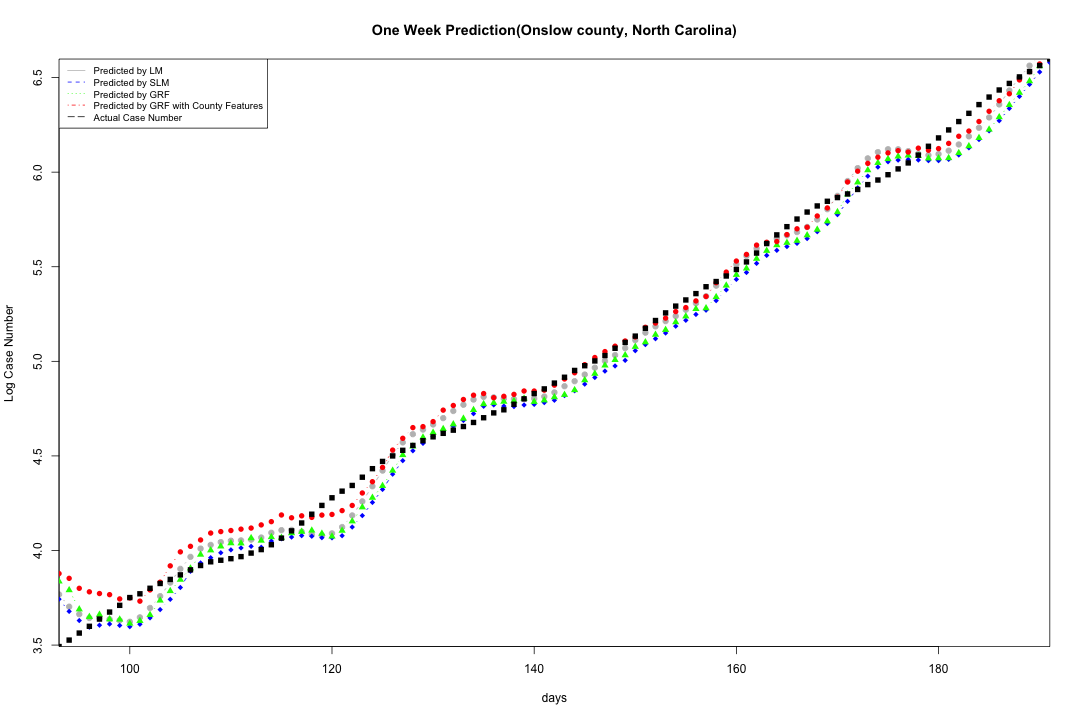 One Week Prediction(Onslow county, North Carolina)
Predicted by LM
Predicted by SLM
Predicted by GRF
Predicted by GRF with County Features
Actual Case Number
6.5
6.0
5.5
5.0
4.5
4.0
3.5
Log Case Number
100 120 140 160 180
days